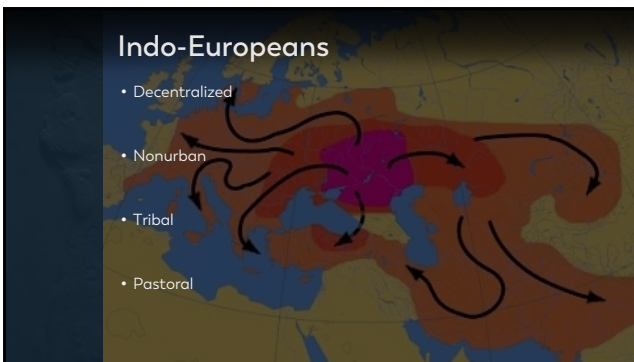 Indo-Europeans
• Decentralized
• Nonurban
• Tribal
• Pastoral